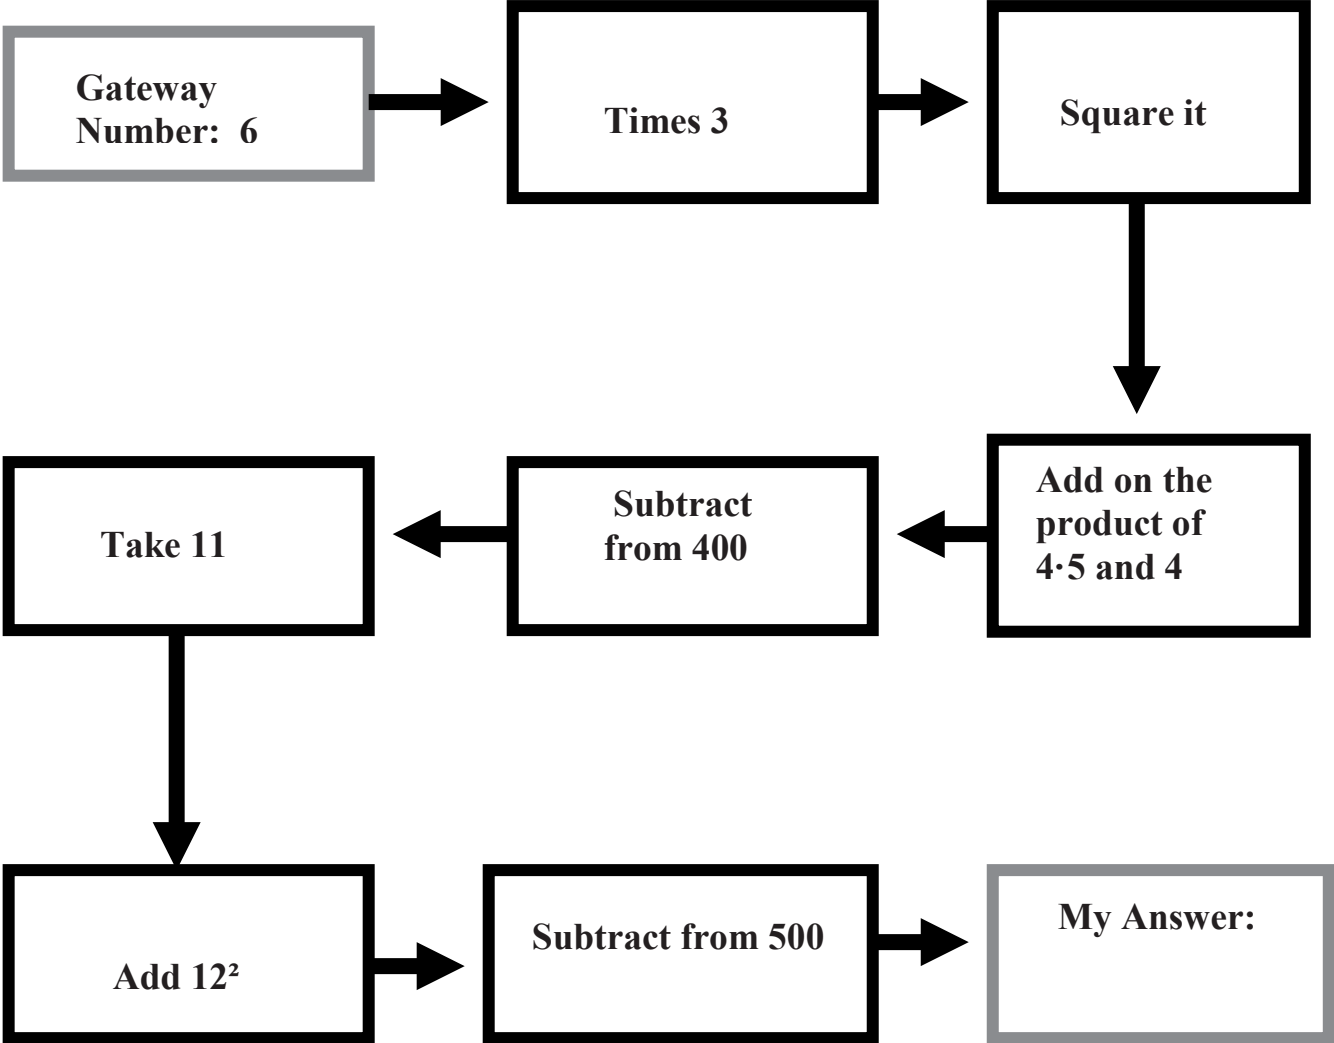 Gateway
Number: 6
Times 3
Square it
Add on the
product of
4·5 and 4
Subtract
from 400
Take 11
Add 12²
Subtract from 500
My Answer: